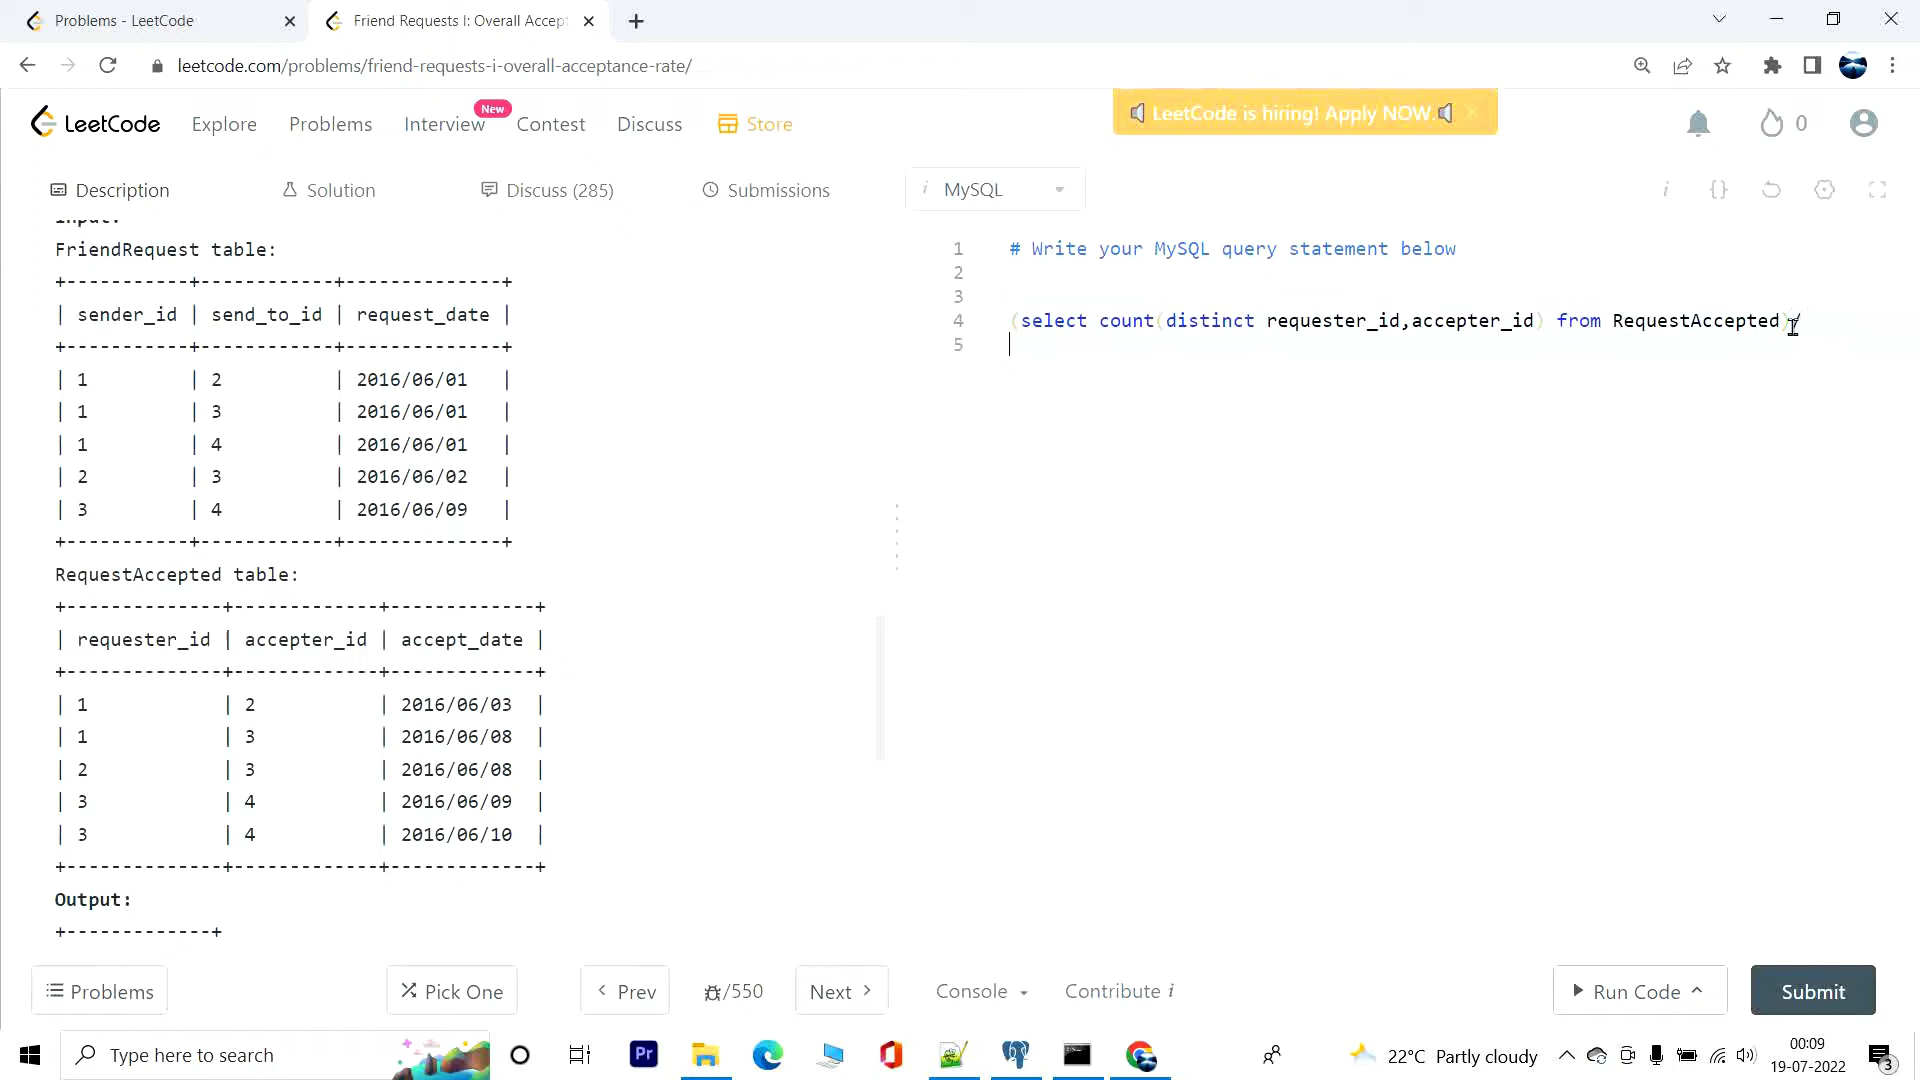 Problems - LeetCode
Friend Requests I: Overall Accept
leetcode.com/problems/friend-requests-i-overall-acceptance-rate/
LeetCode
Explore
Problems
Interview
New
Contest
Discuss
Store
LeetCode is hiring! Apply NOW.
0
Description
Solution
Discuss (285)
Submissions
i MySQL
Input:
FriendRequest table:
+-----------+------------+--------------+
| sender_id | send_to_id | request_date |
+-----------+------------+--------------+
| 1 | 2 | 2016/06/01 |
| 1 | 3 | 2016/06/01 |
| 1 | 4 | 2016/06/01 |
| 2 | 3 | 2016/06/02 |
| 3 | 4 | 2016/06/09 |
+-----------+------------+--------------+
RequestAccepted table:
+--------------+-------------+-------------+
| requester_id | accepter_id | accept_date |
+--------------+-------------+-------------+
| 1 | 2 | 2016/06/03 |
| 1 | 3 | 2016/06/08 |
| 2 | 3 | 2016/06/08 |
| 3 | 4 | 2016/06/09 |
| 3 | 4 | 2016/06/10 |
+--------------+-------------+-------------+
Output:
+-------------+
1 # Write your MySQL query statement below
2
3
4 (select count(distinct requester_id,accepter_id) from RequestAccepted)/
5
Problems
Pick One
Prev
/550
Next
Console
Contribute i
Run Code
Submit
Type here to search
Pr
22°C Partly cloudy
00:09
19-07-2022
3